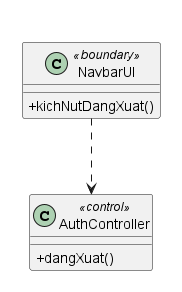 C «boundary»
NavbarUI
+kichNutDangXuat()
C «control»
AuthController
+dangXuat()